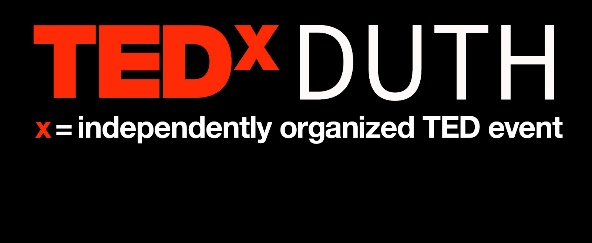 TEDx DUTH
x = independently organized TED event